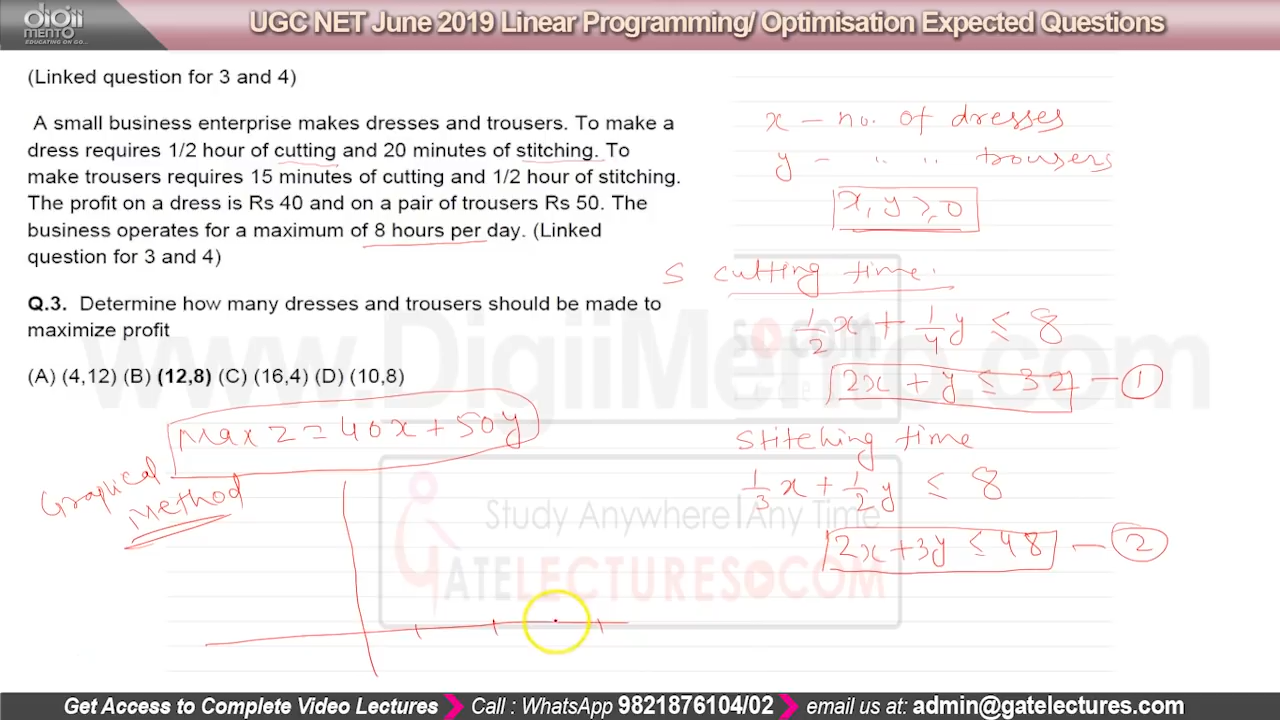 digii
MENTO
EDUCATING ON GO...
UGC NET June 2019 Linear Programming/ Optimisation Expected Questions
(Linked question for 3 and 4)
A small business enterprise makes dresses and trousers. To make a
dress requires 1/2 hour of cutting and 20 minutes of stitching. To
make trousers requires 15 minutes of cutting and 1/2 hour of stitching.
The profit on a dress is Rs 40 and on a pair of trousers Rs 50. The
business operates for a maximum of 8 hours per day. (Linked
question for 3 and 4)
Q.3. Determine how many dresses and trousers should be made to
maximize profit
(A) (4,12) (B) (12,8) (C) (16,4) (D) (10,8)
Max Z = 40x + 50y
Graphical
Method
x - no. of dresses
y - " " trousers
x, y ≥ 0
S cutting time.
1/2 x + 1/4 y ≤ 8
2x + y ≤ 32 - 1
Stitching time
1/3 x + 1/2 y ≤ 8
2x + 3y ≤ 48 - 2
www.DigiiMento.com
Study Anywhere|Any Time
GATELECTURES.COM
Get Access to Complete Video Lectures
Call : WhatsApp 9821876104/02
email us at: admin@gatelectures.com